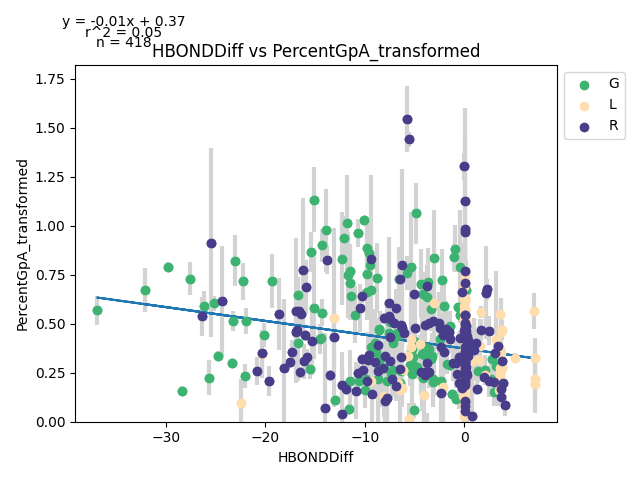 y = -0.01x + 0.37
r^2 = 0.05
n = 418
HBONDDiff vs PercentGpA_transformed
PercentGpA_transformed
1.75
1.50
1.25
1.00
0.75
0.50
0.25
0.00
−30
−20
−10
0
HBONDDiff
G
L
R